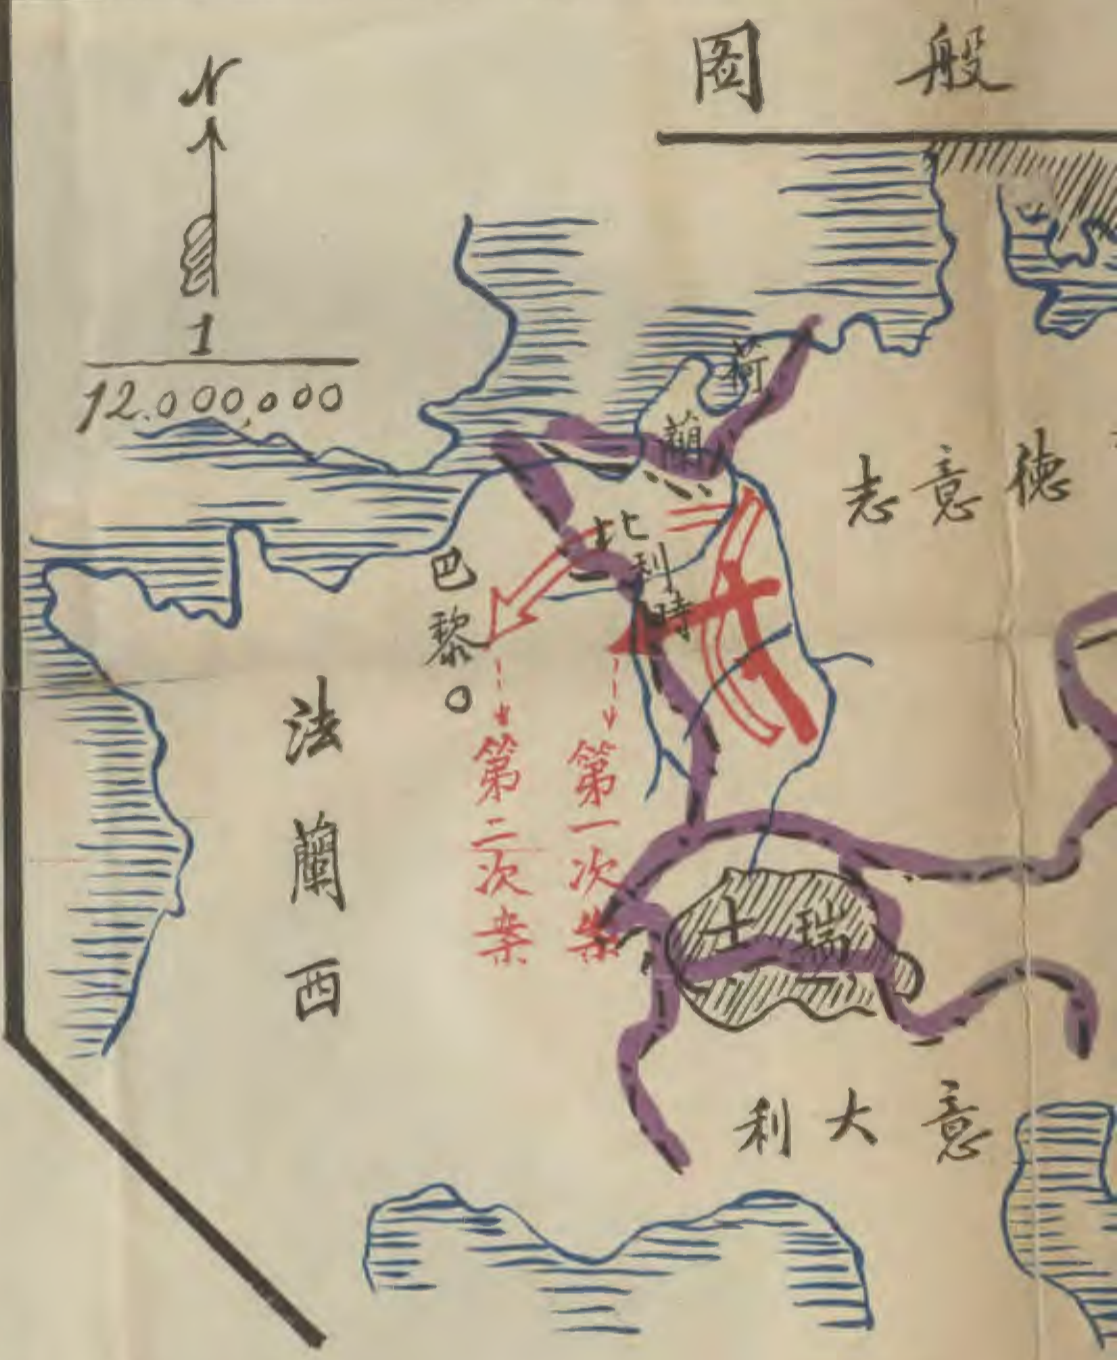 般圖
N
1
12.000,000
荷蘭
德意志
比利時
巴黎
法蘭西
第一次案
第二次案
瑞士
意大利